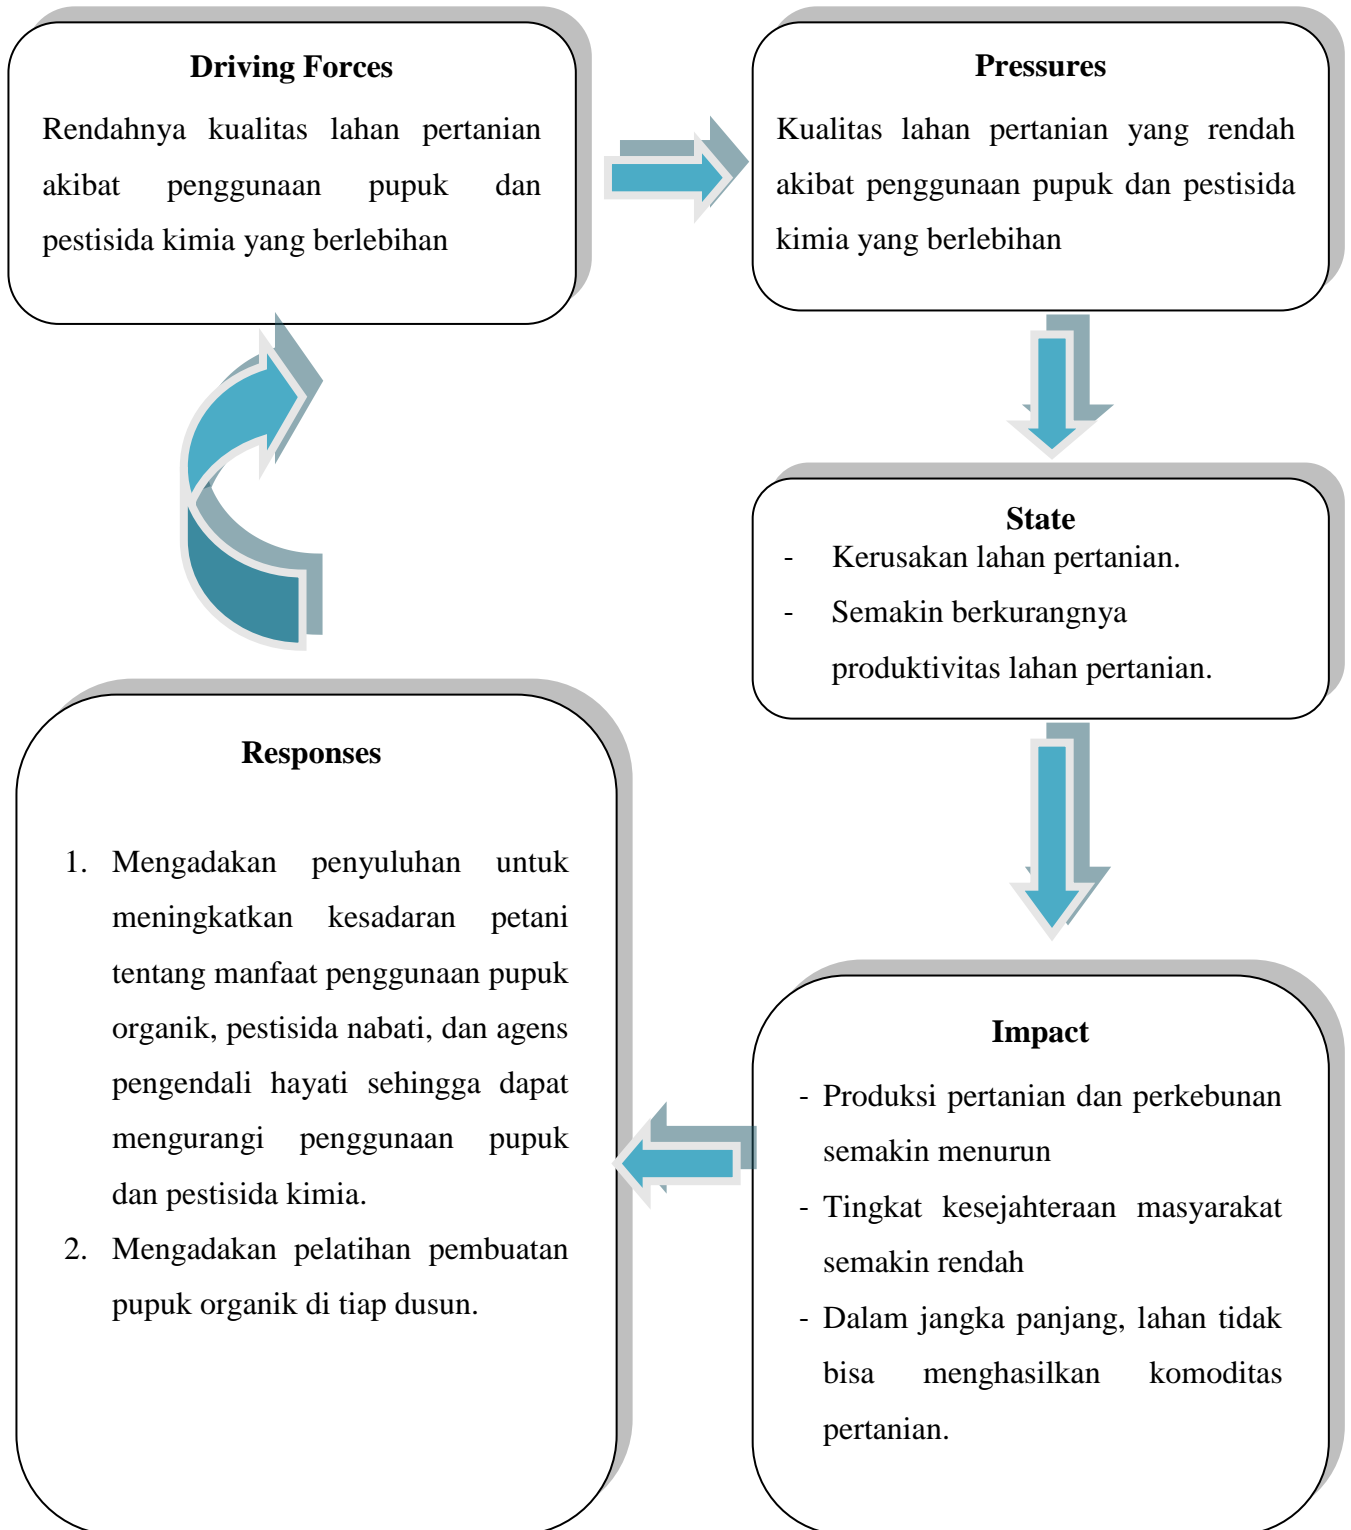 Driving Forces
Rendahnya kualitas lahan pertanian
akibat penggunaan pupuk dan
pestisida kimia yang berlebihan
Pressures
Kualitas lahan pertanian yang rendah
akibat penggunaan pupuk dan pestisida
kimia yang berlebihan
State
- Kerusakan lahan pertanian.
- Semakin berkurangnya
produktivitas lahan pertanian.
Impact
- Produksi pertanian dan perkebunan
semakin menurun
- Tingkat kesejahteraan masyarakat
semakin rendah
- Dalam jangka panjang, lahan tidak
bisa menghasilkan komoditas
pertanian.
Responses
1. Mengadakan penyuluhan untuk
meningkatkan kesadaran petani
tentang manfaat penggunaan pupuk
organik, pestisida nabati, dan agens
pengendali hayati sehingga dapat
mengurangi penggunaan pupuk
dan pestisida kimia.
2. Mengadakan pelatihan pembuatan
pupuk organik di tiap dusun.